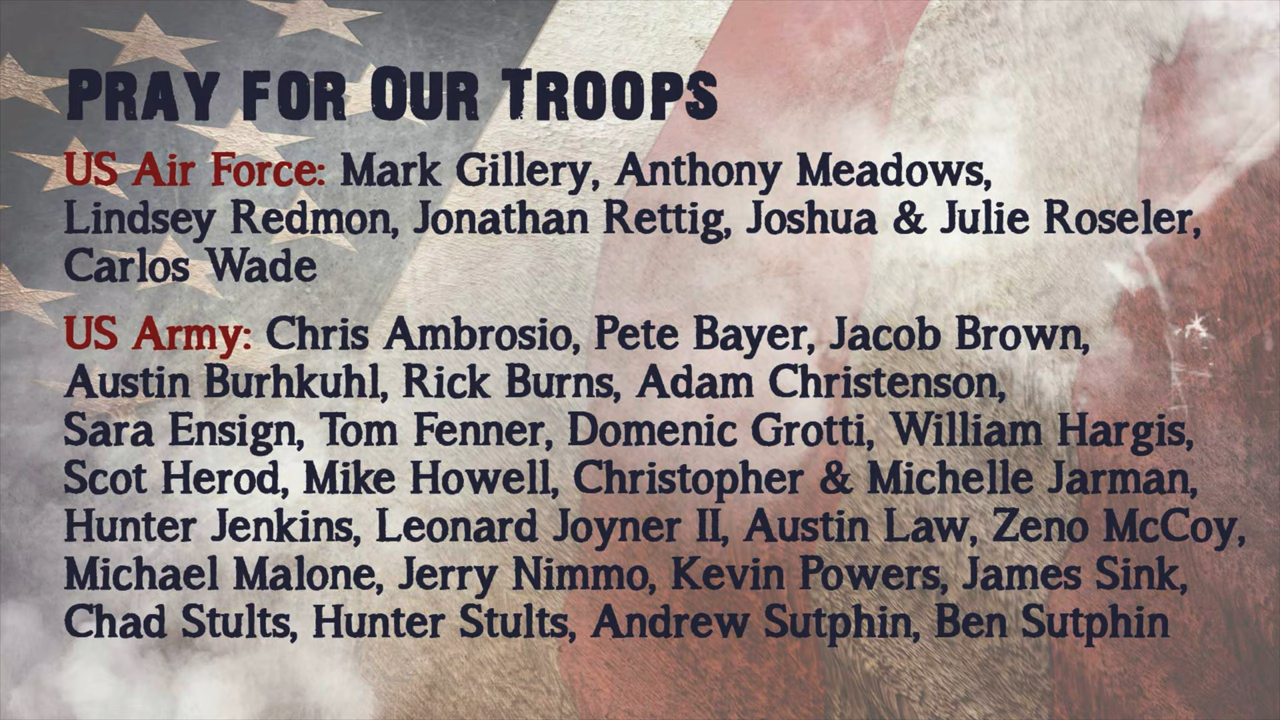 Pray for Our Troops
US Air Force: Mark Gillery, Anthony Meadows,
Lindsey Redmon, Jonathan Rettig, Joshua & Julie Roseler,
Carlos Wade
US Army: Chris Ambrosio, Pete Bayer, Jacob Brown,
Austin Burhkuhl, Rick Burns, Adam Christenson,
Sara Ensign, Tom Fenner, Domenic Grotti, William Hargis,
Scot Herod, Mike Howell, Christopher & Michelle Jarman,
Hunter Jenkins, Leonard Joyner II, Austin Law, Zeno McCoy,
Michael Malone, Jerry Nimmo, Kevin Powers, James Sink,
Chad Stults, Hunter Stults, Andrew Sutphin, Ben Sutphin